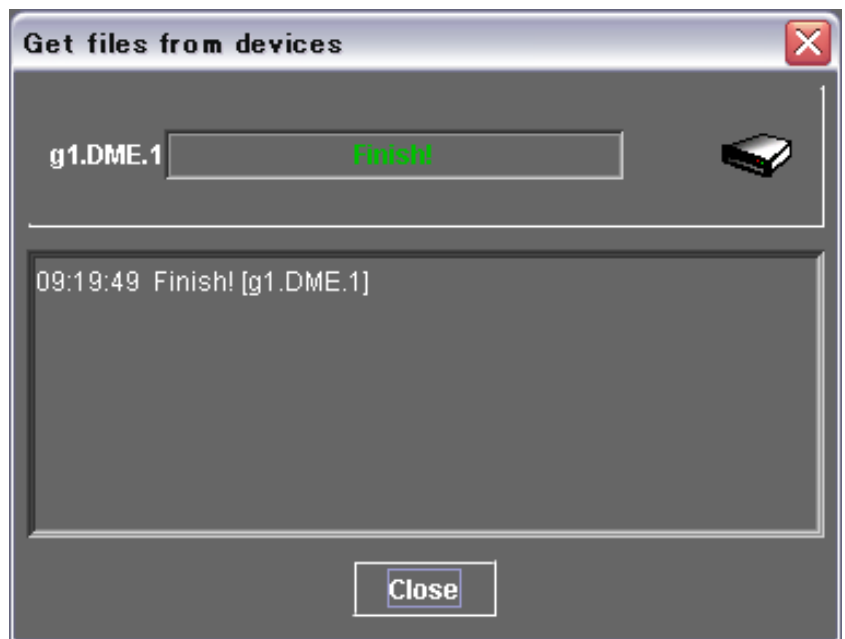 Get files from devices
g1.DME.1 Finish!
09:19:49 Finish! [g1.DME.1]
Close